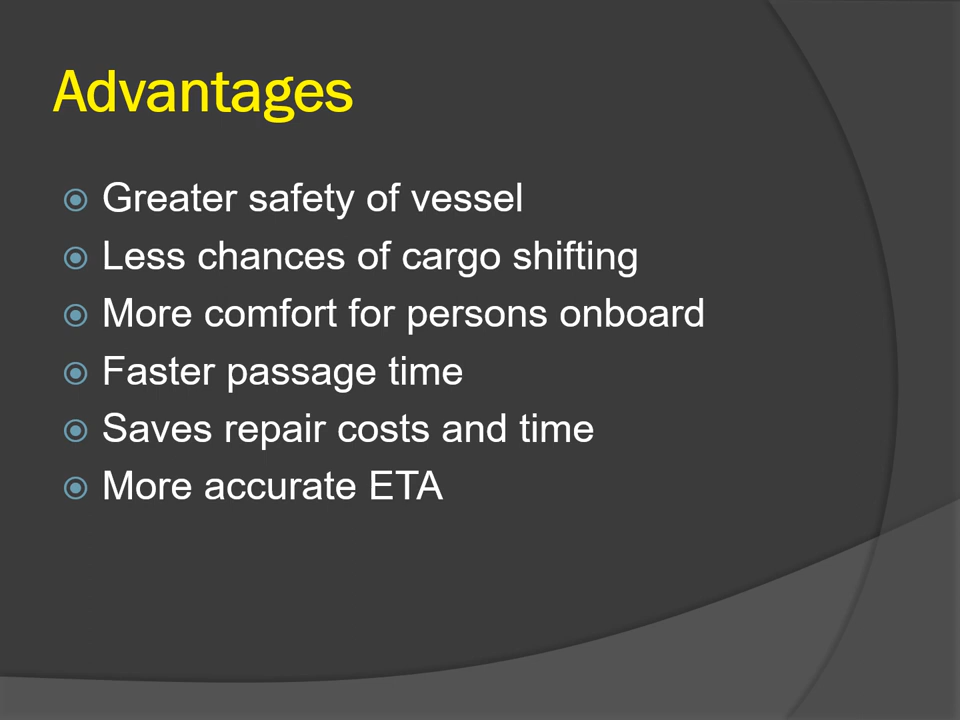 Advantages
Greater safety of vessel
Less chances of cargo shifting
More comfort for persons onboard
Faster passage time
Saves repair costs and time
More accurate ETA